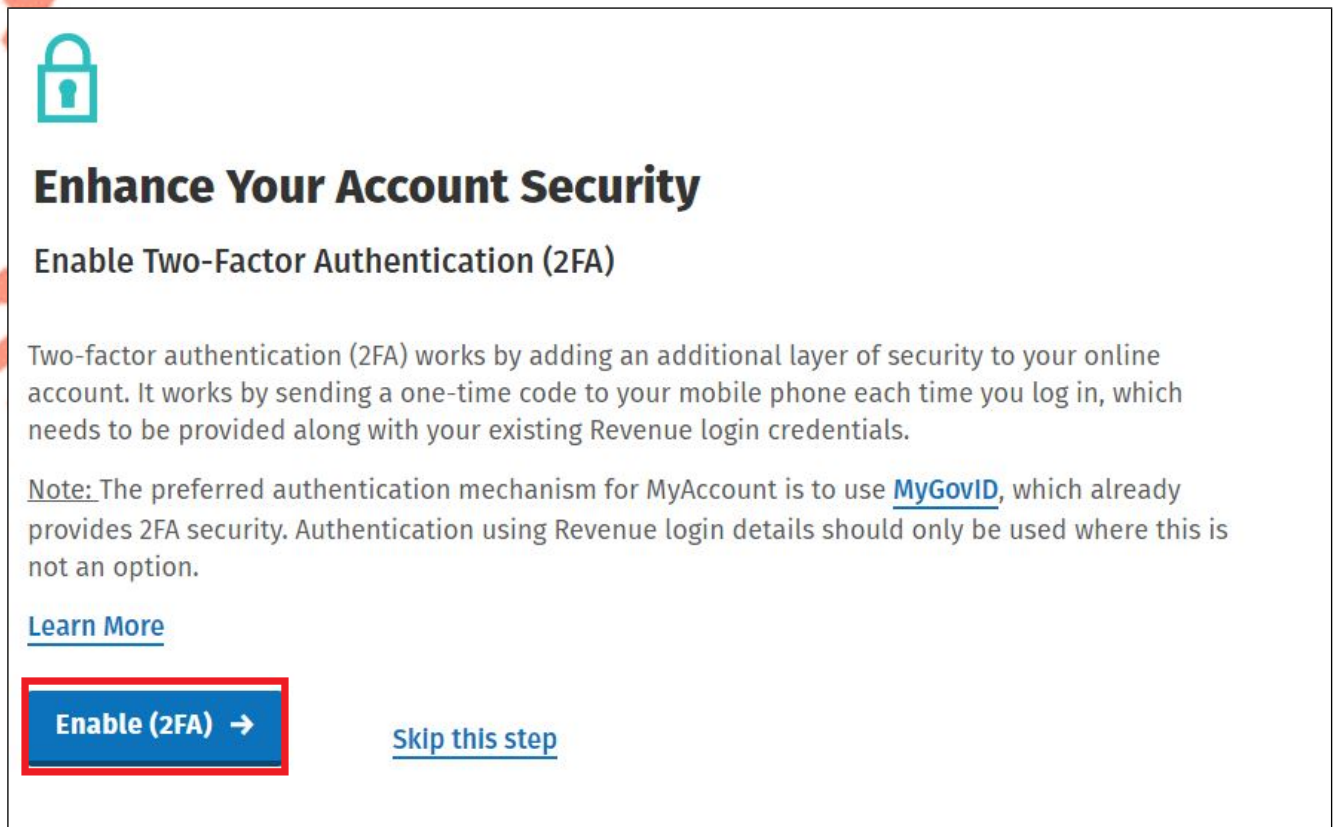 Enhance Your Account Security
Enable Two-Factor Authentication (2FA)
Two-factor authentication (2FA) works by adding an additional layer of security to your online
account. It works by sending a one-time code to your mobile phone each time you log in, which
needs to be provided along with your existing Revenue login credentials.
Note: The preferred authentication mechanism for MyAccount is to use MyGovID, which already
provides 2FA security. Authentication using Revenue login details should only be used where this is
not an option.
Learn More
Enable (2FA) →
Skip this step